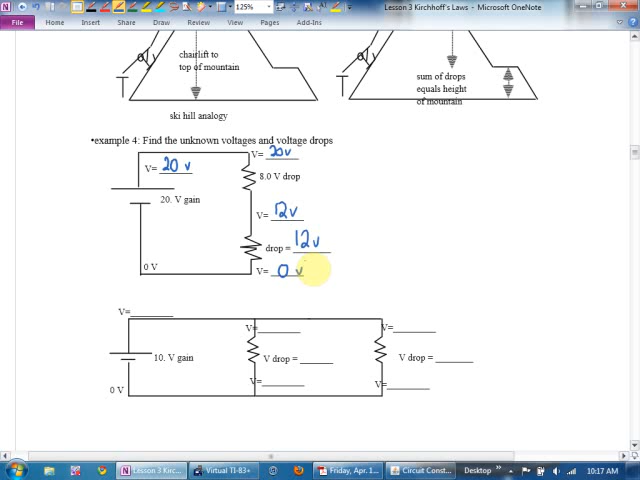 Lesson 3 Kirchhoff's Laws - Microsoft OneNote
125%
File Home Insert Share Draw Review View Page Layout Add-Ins
chairlift to
top of mountain
ski hill analogy
sum of drops
equals height
of mountain
•example 4: Find the unknown voltages and voltage drops
V= 20 v
V= 20v
8.0 V drop
20. V gain
V= 12v
drop = 12v
0 V
V= 0 v
V=
V=
V=
10. V gain
V drop =
V drop =
V=
V=
0 V
Lesson 3 Kirc...
Virtual TI-83+
Friday, Apr. 1...
Circuit Const...
Desktop
10:17 AM